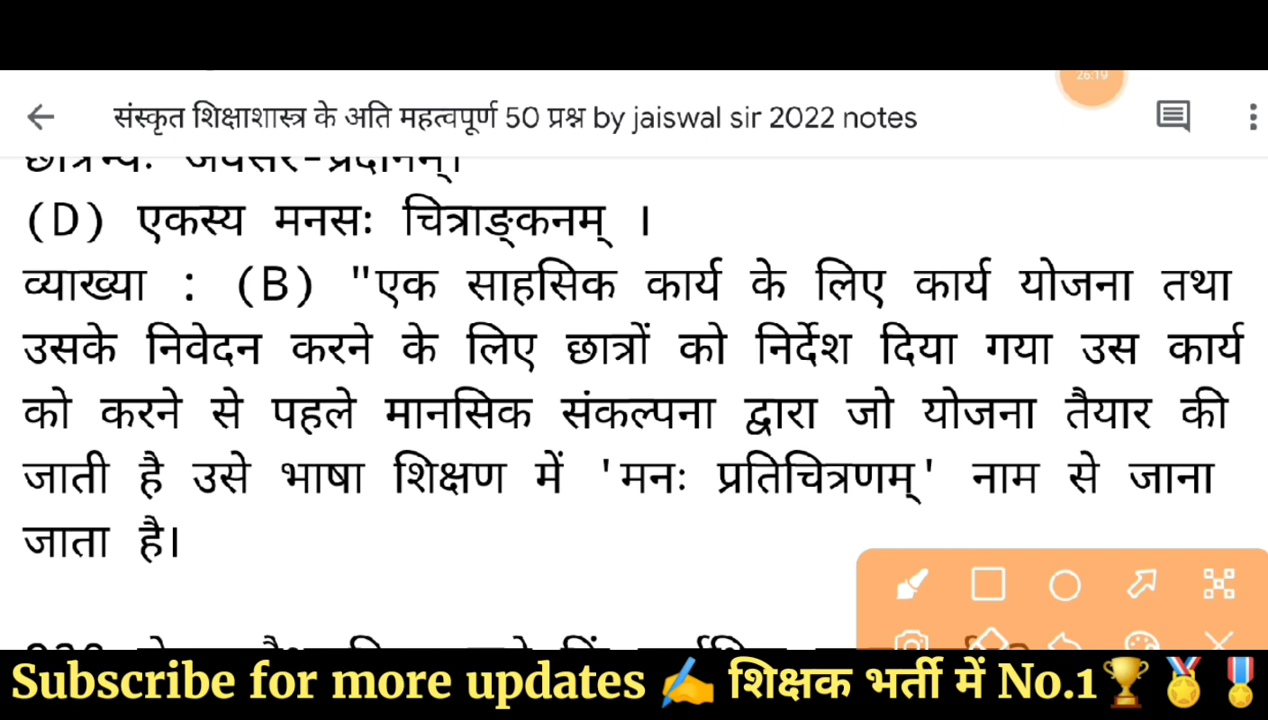 26:19
संस्कृत शिक्षाशास्त्र के अति महत्वपूर्ण 50 प्रश्न by jaiswal sir 2022 notes
(D) एकस्य मनसः चित्राङ्कनम् ।
व्याख्या : (B) "एक साहसिक कार्य के लिए कार्य योजना तथा
उसके निवेदन करने के लिए छात्रों को निर्देश दिया गया उस कार्य
को करने से पहले मानसिक संकल्पना द्वारा जो योजना तैयार की
जाती है उसे भाषा शिक्षण में 'मनः प्रतिचित्रणम्' नाम से जाना
जाता है।
Subscribe for more updates ✍️ शिक्षक भर्ती में No.1🏆🏅🎖️